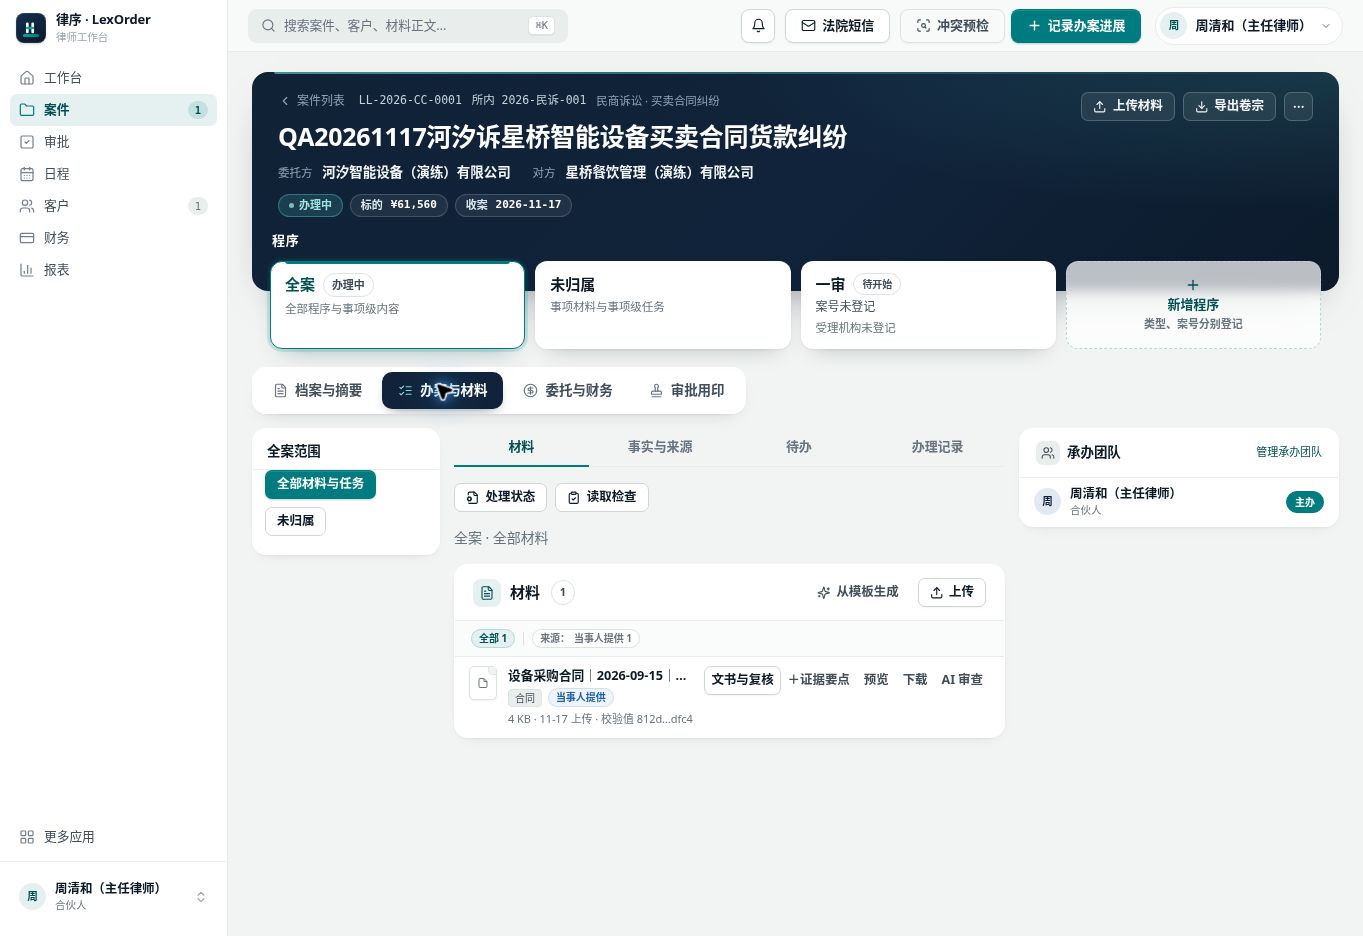 律序 · LexOrder
律师工作台
工作台
案件 1
审批
日程
客户 1
财务
报表
更多应用
周 周清和（主任律师）
合伙人
搜索案件、客户、材料正文... ⌘K
法院短信
冲突预检
记录办案进展
周 周清和（主任律师）
案件列表 LL-2026-CC-0001 所内 2026-民诉-001 民商诉讼 · 买卖合同纠纷
上传材料
导出卷宗
...
QA20261117河汐诉星桥智能设备买卖合同货款纠纷
委托方 河汐智能设备（演练）有限公司 对方 星桥餐饮管理（演练）有限公司
办理中 标的 ¥61,560 收案 2026-11-17
程序
全案 办理中
全部程序与事项级内容
未归属
事项材料与事项级任务
一审 待开始
案号未登记
受理机构未登记
新增程序
类型、案号分别登记
档案与摘要
办案与材料
委托与财务
审批用印
全案范围
全部材料与任务
未归属
材料 事实与来源 待办 办理记录
处理状态 读取检查
全案 · 全部材料
材料 1 从模板生成 上传
全部 1 来源： 当事人提供 1
设备采购合同｜2026-09-15｜... 文书与复核 ＋证据要点 预览 下载 AI 审查
合同 当事人提供
4 KB · 11-17 上传 · 校验值 812d...dfc4
承办团队 管理承办团队
周 周清和（主任律师） 主办
合伙人